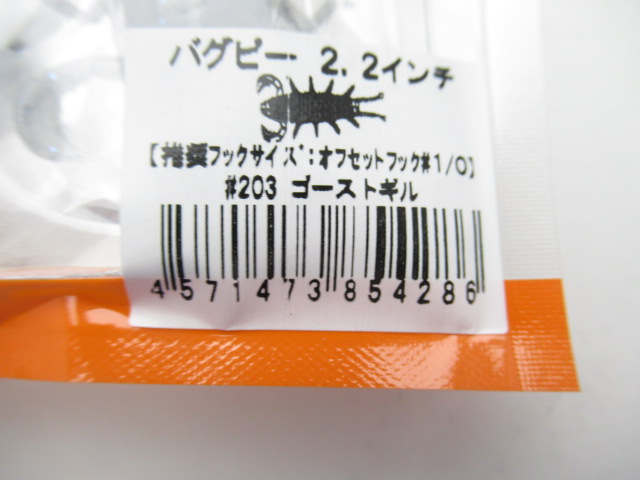 バグピー 2.2インチ
【推奨フックサイズ:オフセットフック#1/0】
#203 ゴーストギル
4571473854286